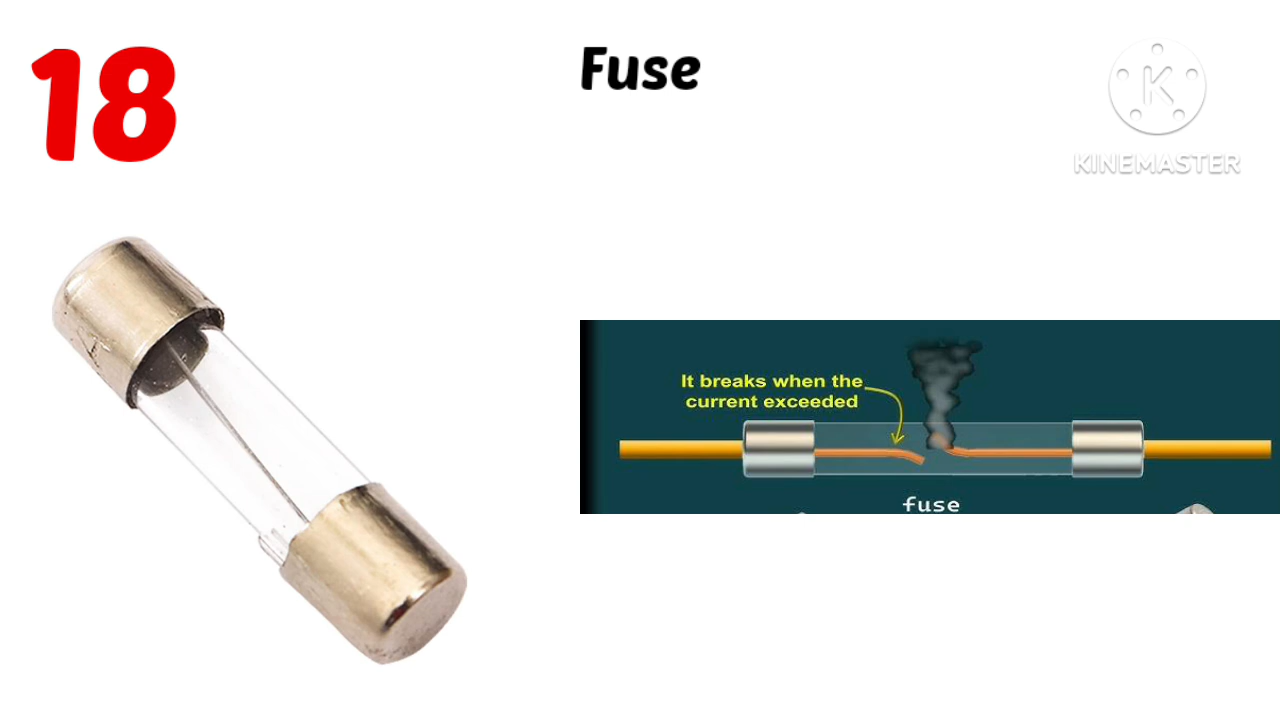 18
Fuse
K
KINEMASTER
It breaks when the
current exceeded
fuse